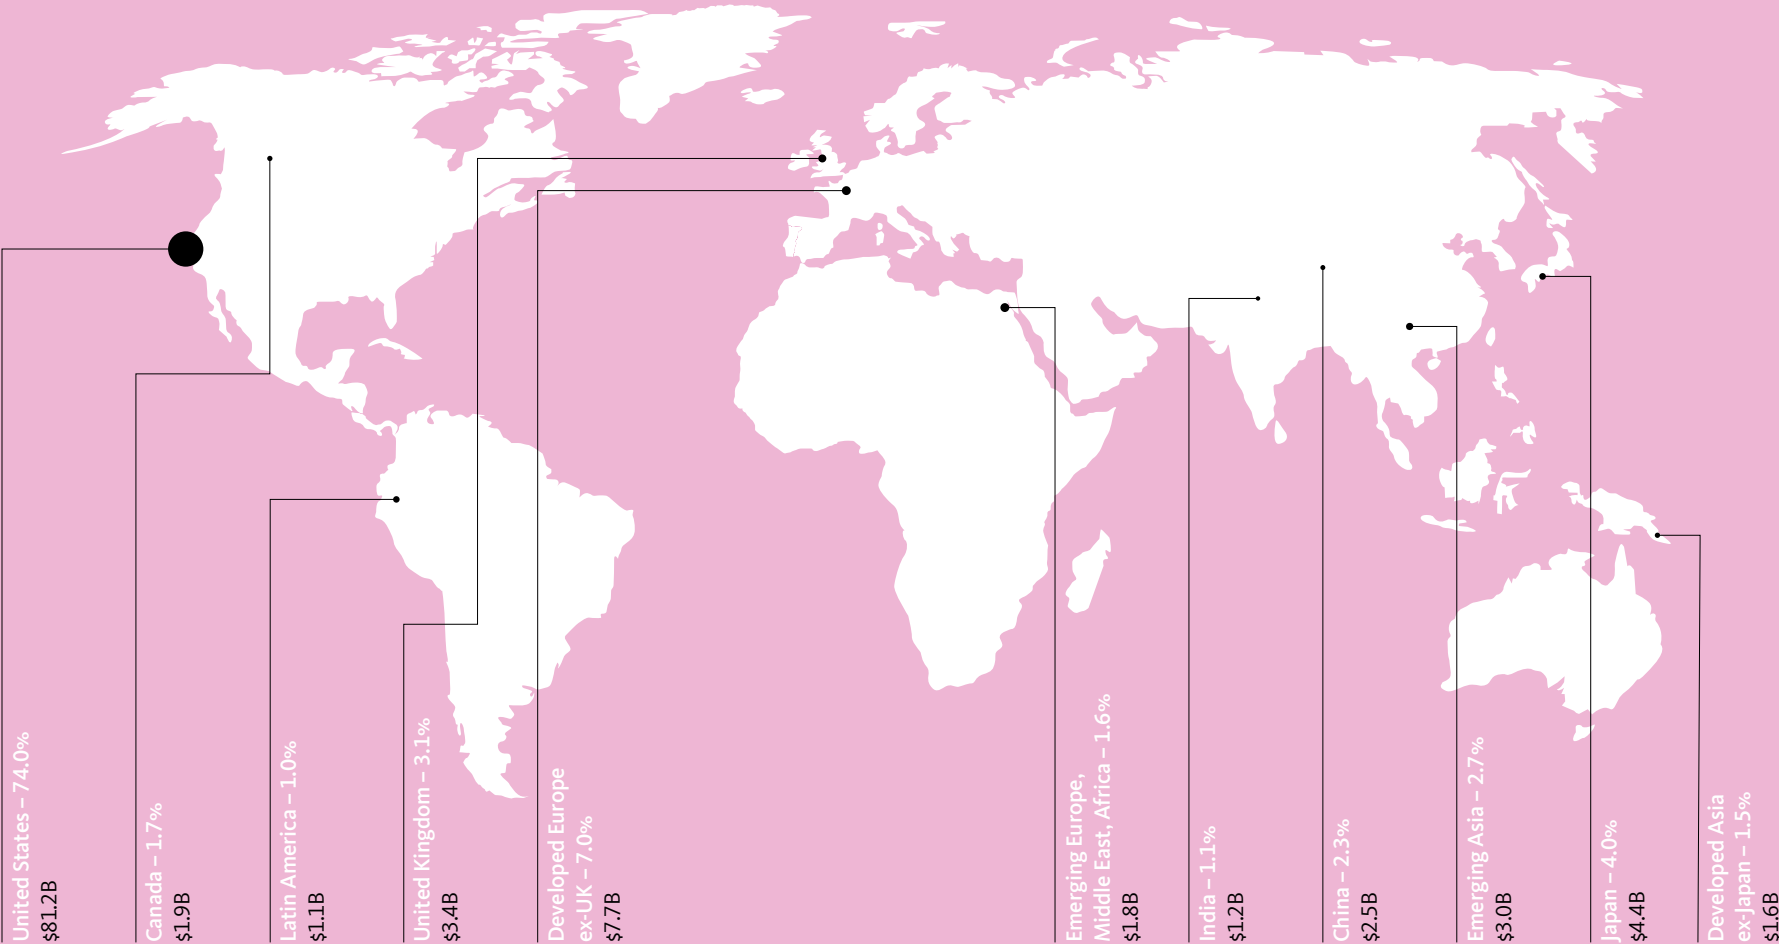 United States – 74.0%
$81.2B
Canada – 1.7%
$1.9B
Latin America – 1.0%
$1.1B
United Kingdom – 3.1%
$3.4B
Developed Europe
ex-UK – 7.0%
$7.7B
Emerging Europe,
Middle East, Africa – 1.6%
$1.8B
India – 1.1%
$1.2B
China – 2.3%
$2.5B
Emerging Asia – 2.7%
$3.0B
Japan – 4.0%
$4.4B
Developed Asia
ex-Japan – 1.5%
$1.6B